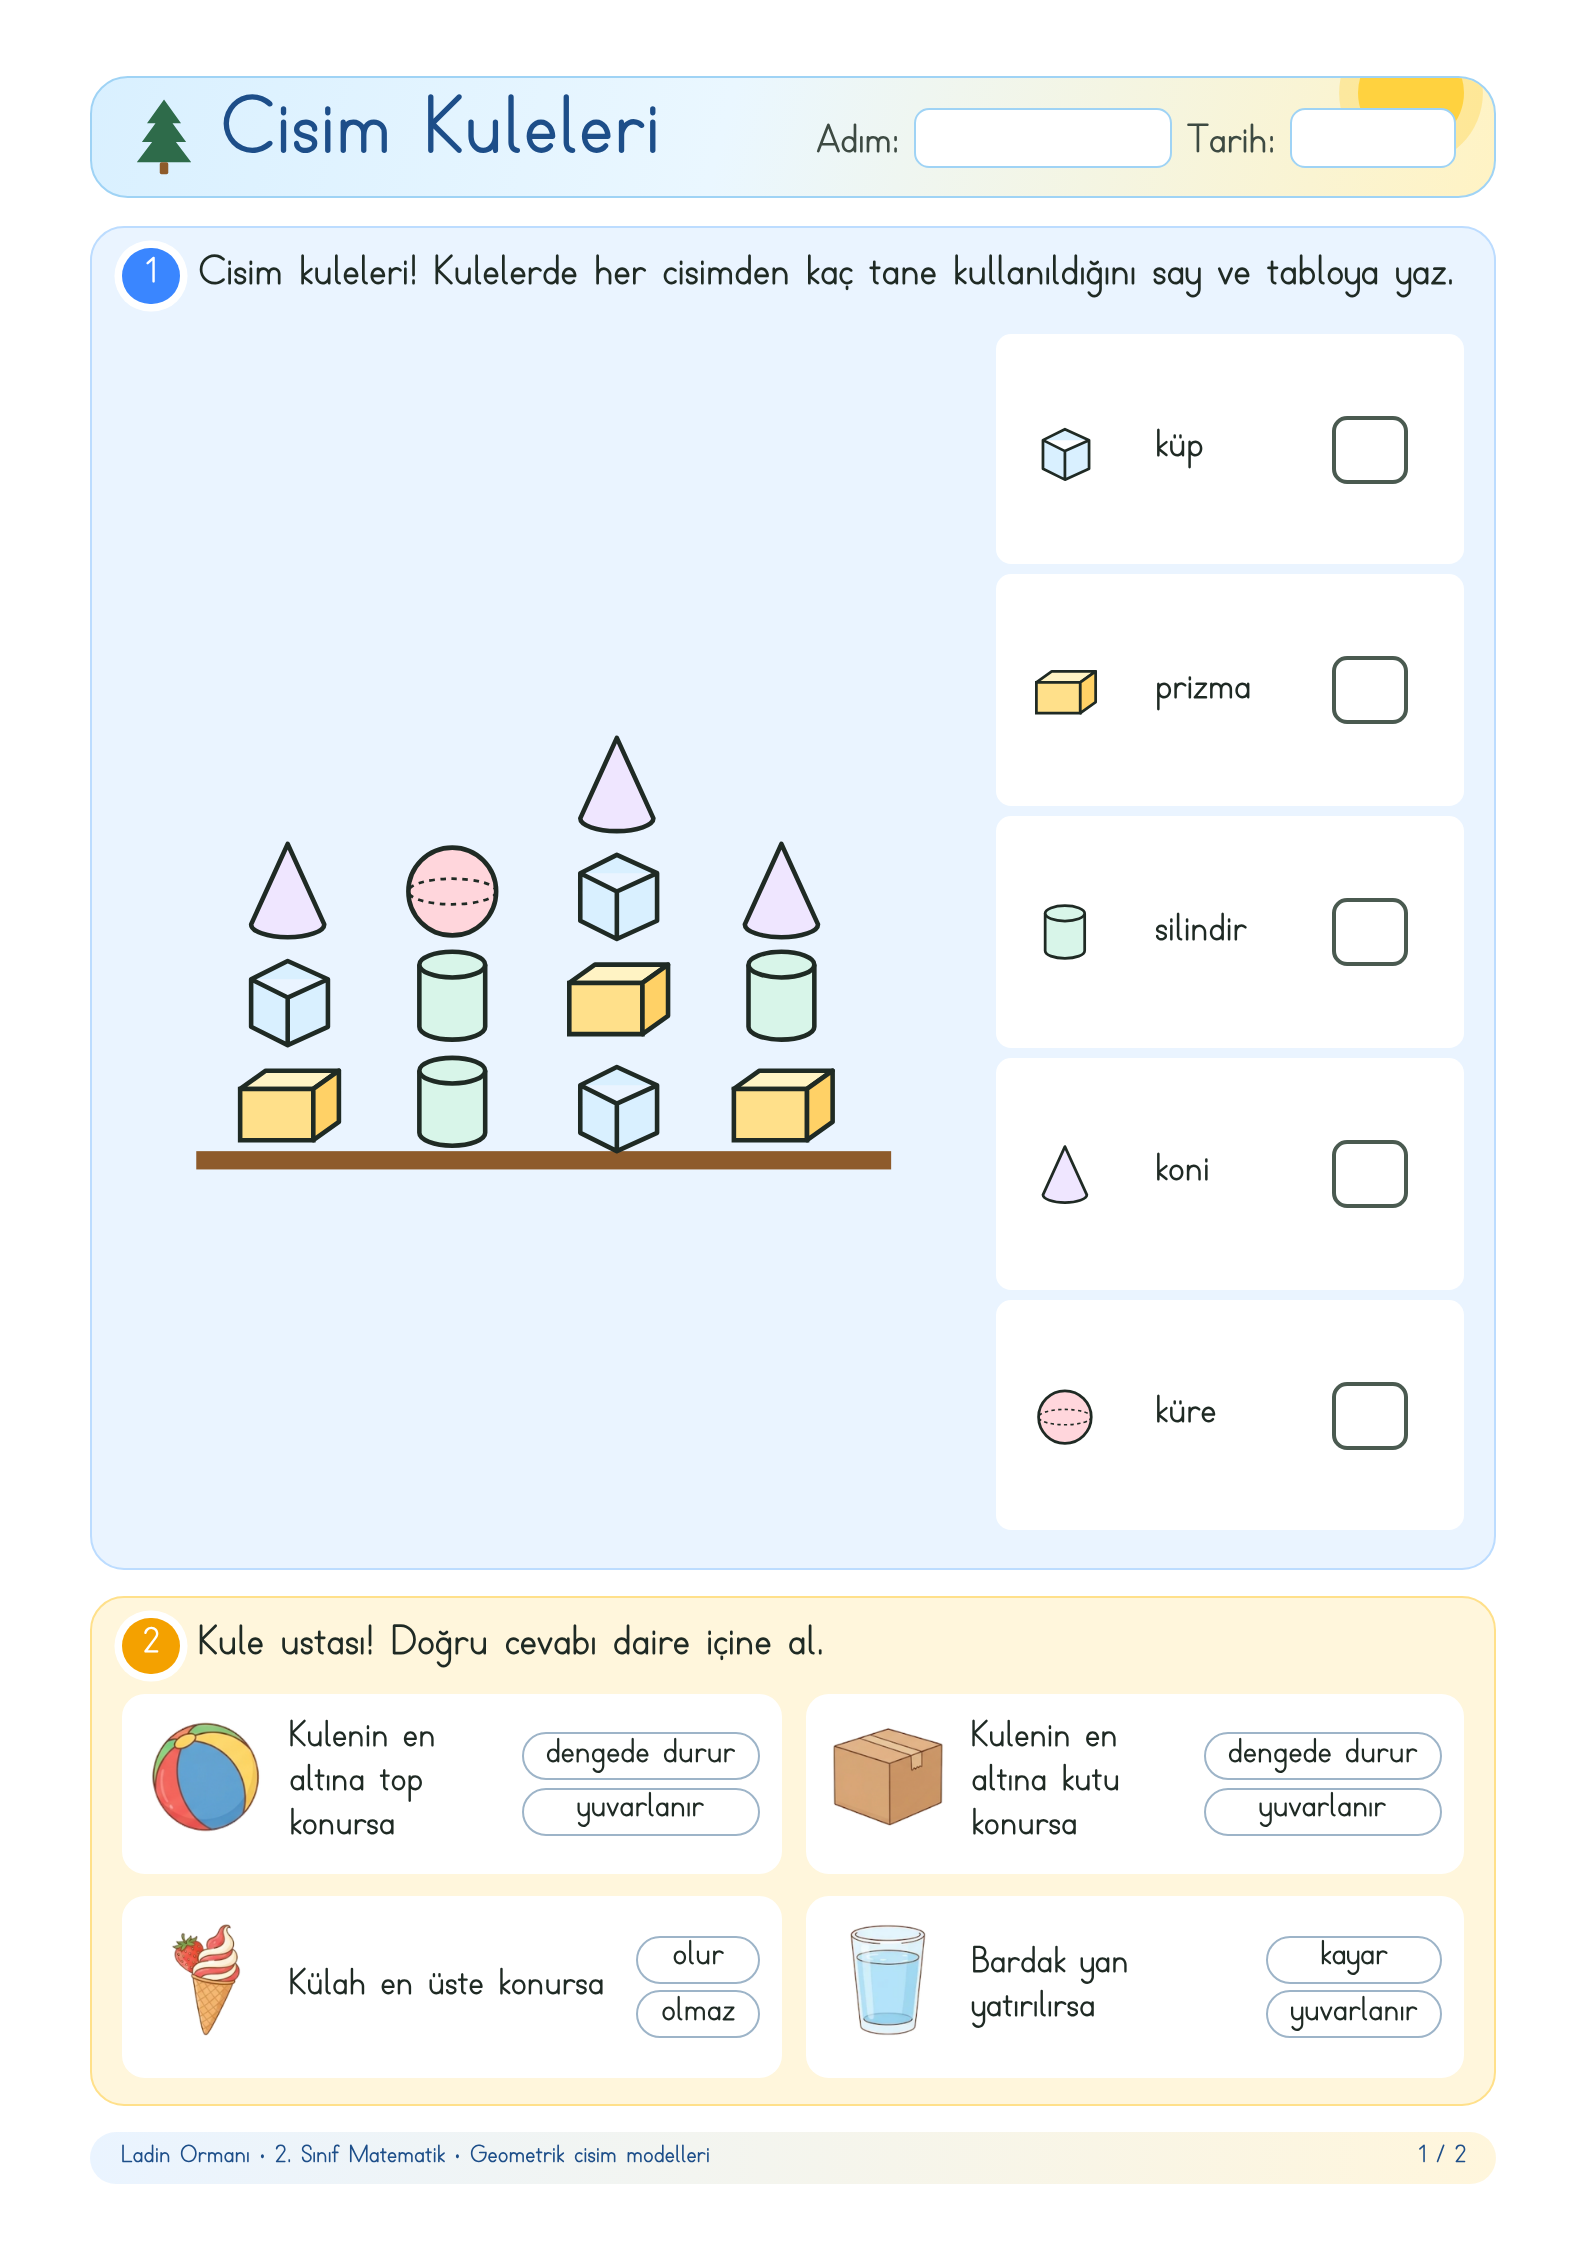 Cisim Kuleleri
Adım:
Tarih:
1
Cisim kuleleri! Kulelerde her cisimden kaç tane kullanıldığını say ve tabloya yaz.
küp
prizma
silindir
koni
küre
2
Kule ustası! Doğru cevabı daire içine al.
Kulenin en
altına top
konursa
dengede durur
yuvarlanır
Kulenin en
altına kutu
konursa
dengede durur
yuvarlanır
Külah en üste konursa
olur
olmaz
Bardak yan
yatırılırsa
kayar
yuvarlanır
Ladin Ormanı • 2. Sınıf Matematik • Geometrik cisim modelleri
1 / 2